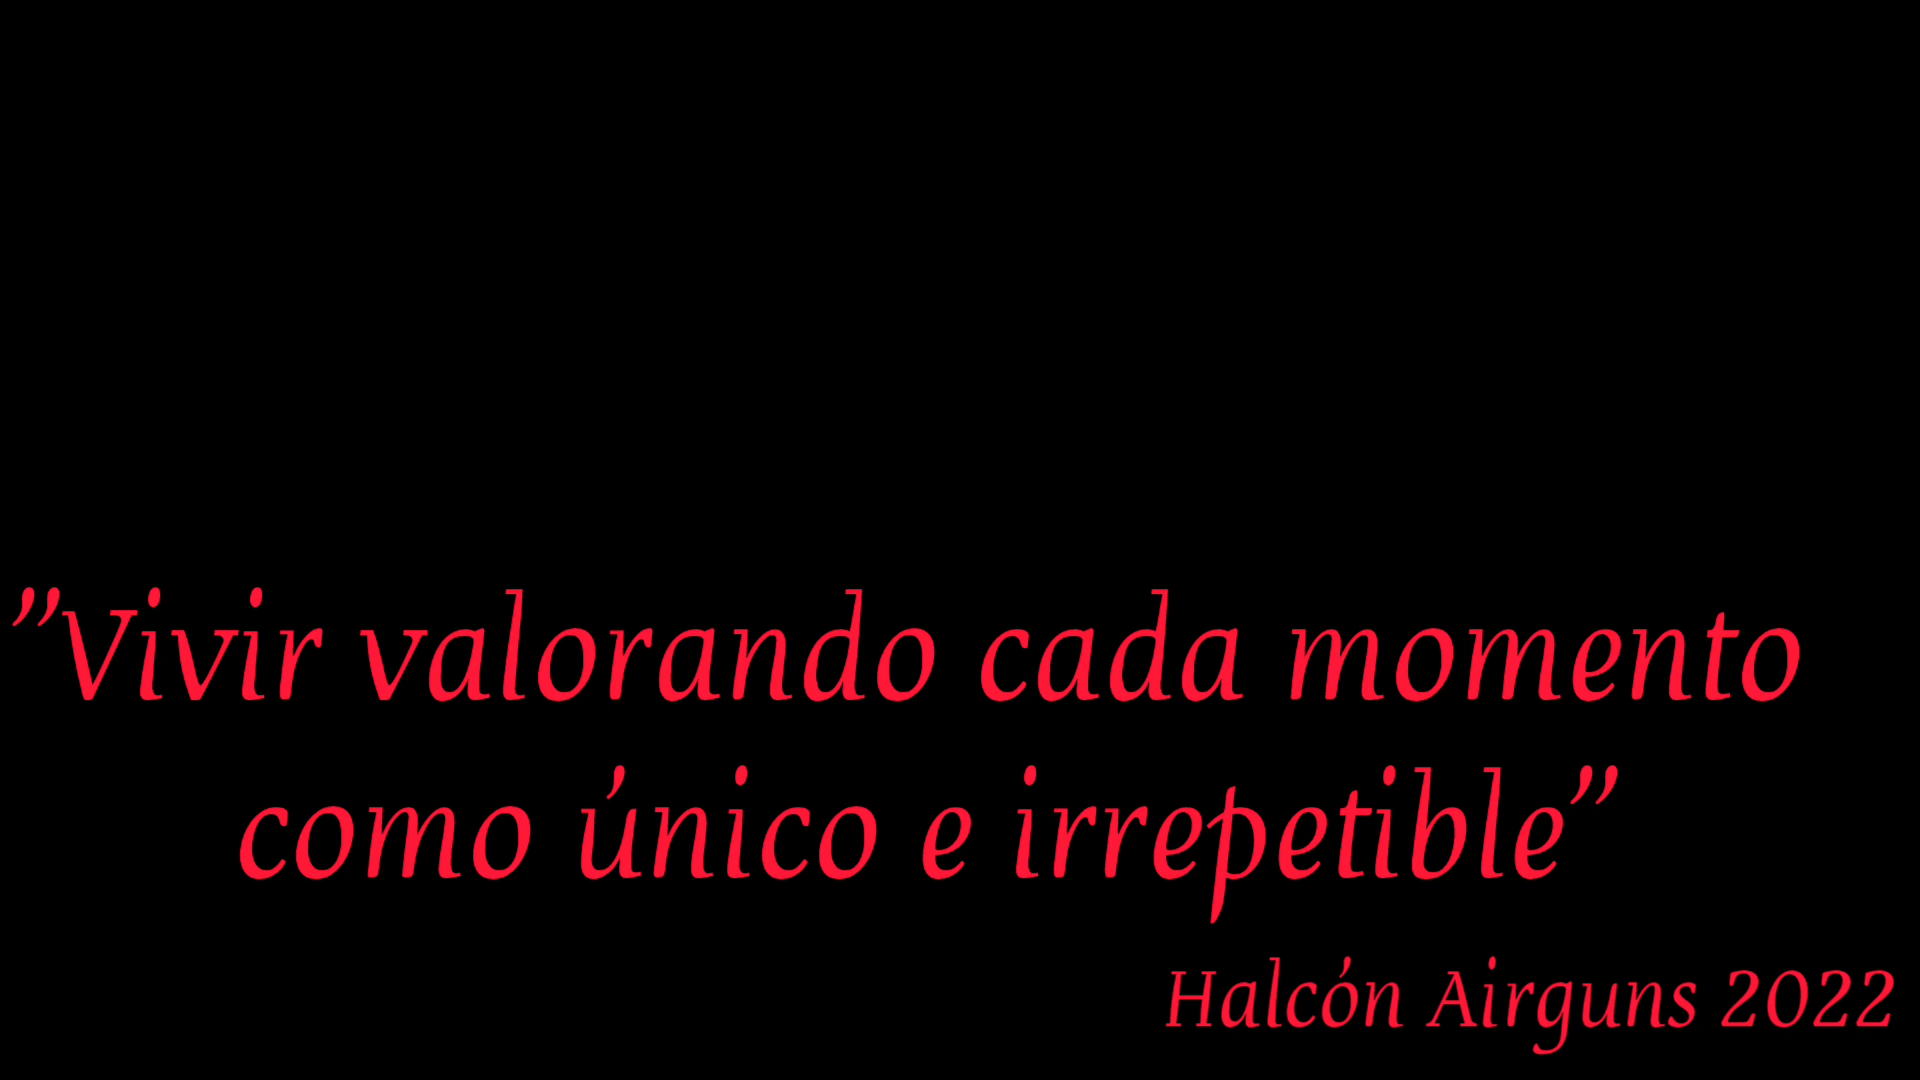 ”Vivir valorando cada momento
como único e irrepetible”
Halcón Airguns 2022